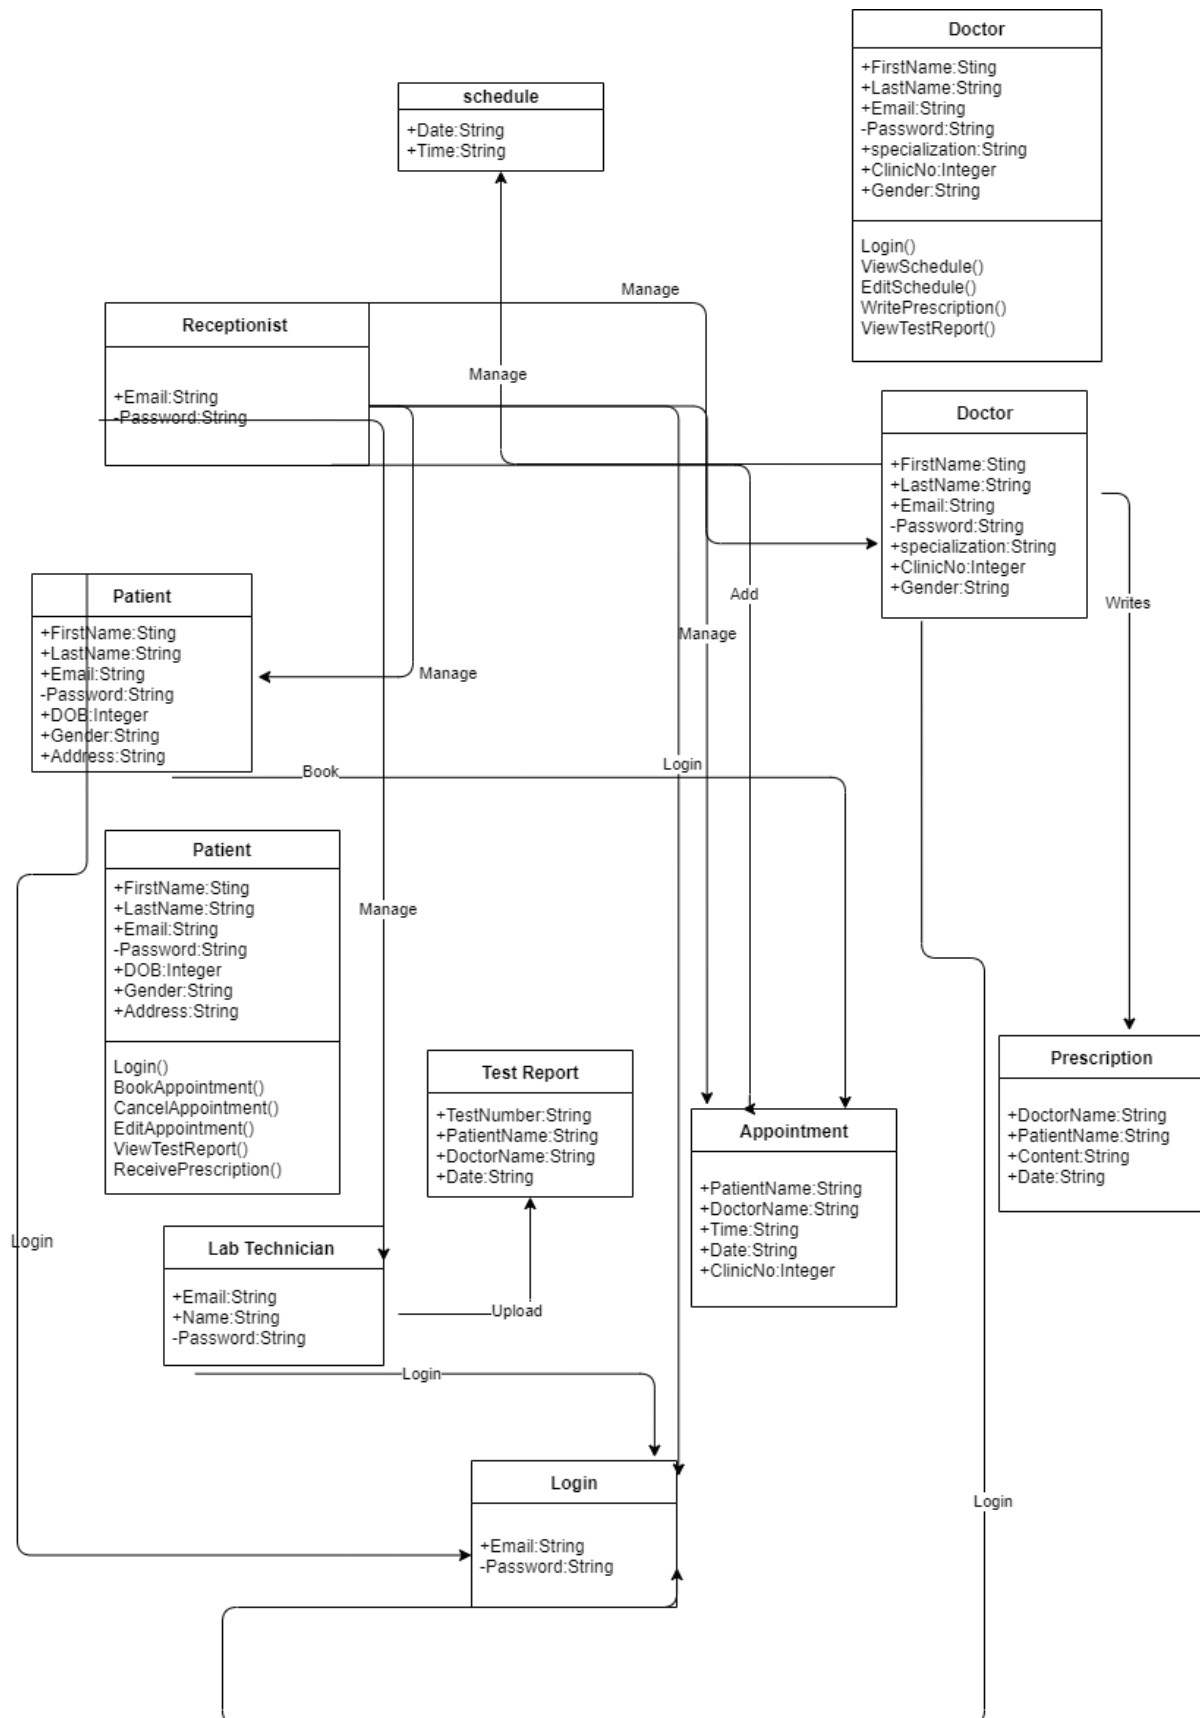 Doctor
+FirstName:Sting
+LastName:String
+Email:String
-Password:String
+specialization:String
+ClinicNo:Integer
+Gender:String
Login()
ViewSchedule()
EditSchedule()
WritePrescription()
ViewTestReport()
schedule
+Date:String
+Time:String
Manage
Receptionist
+Email:String
-Password:String
Manage
Doctor
+FirstName:Sting
+LastName:String
+Email:String
-Password:String
+specialization:String
+ClinicNo:Integer
+Gender:String
Writes
Add
Manage
Manage
Patient
+FirstName:Sting
+LastName:String
+Email:String
-Password:String
+DOB:Integer
+Gender:String
+Address:String
Book
Login
Patient
+FirstName:Sting
+LastName:String
+Email:String
-Password:String
+DOB:Integer
+Gender:String
+Address:String
Login()
BookAppointment()
CancelAppointment()
EditAppointment()
ViewTestReport()
ReceivePrescription()
Manage
Test Report
+TestNumber:String
+PatientName:String
+DoctorName:String
+Date:String
Appointment
+PatientName:String
+DoctorName:String
+Time:String
+Date:String
+ClinicNo:Integer
Prescription
+DoctorName:String
+PatientName:String
+Content:String
+Date:String
Login
Lab Technician
+Email:String
+Name:String
-Password:String
Upload
Login
Login
+Email:String
-Password:String
Login